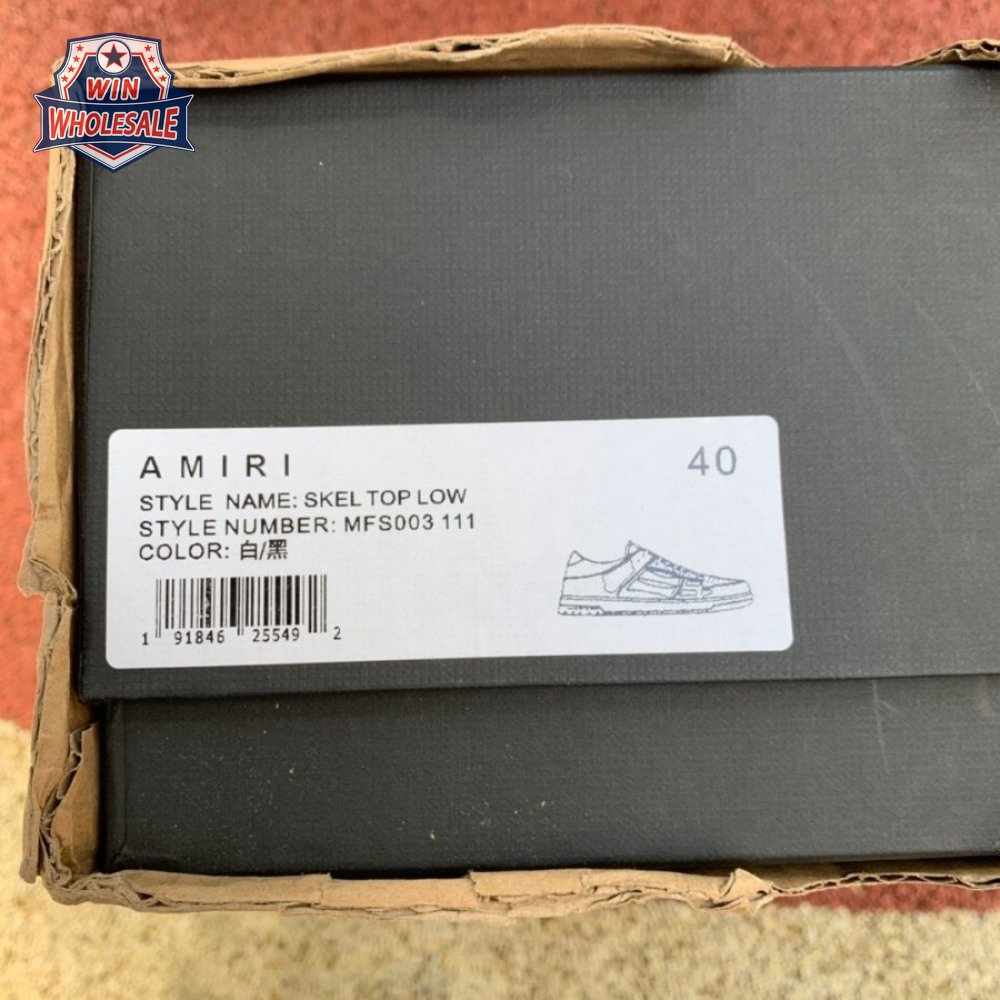 WIN
WHOLESALE
AMIRI
40
STYLE NAME: SKEL TOP LOW
STYLE NUMBER: MFS003 111
COLOR: 白/黑
1 91846 25549 2